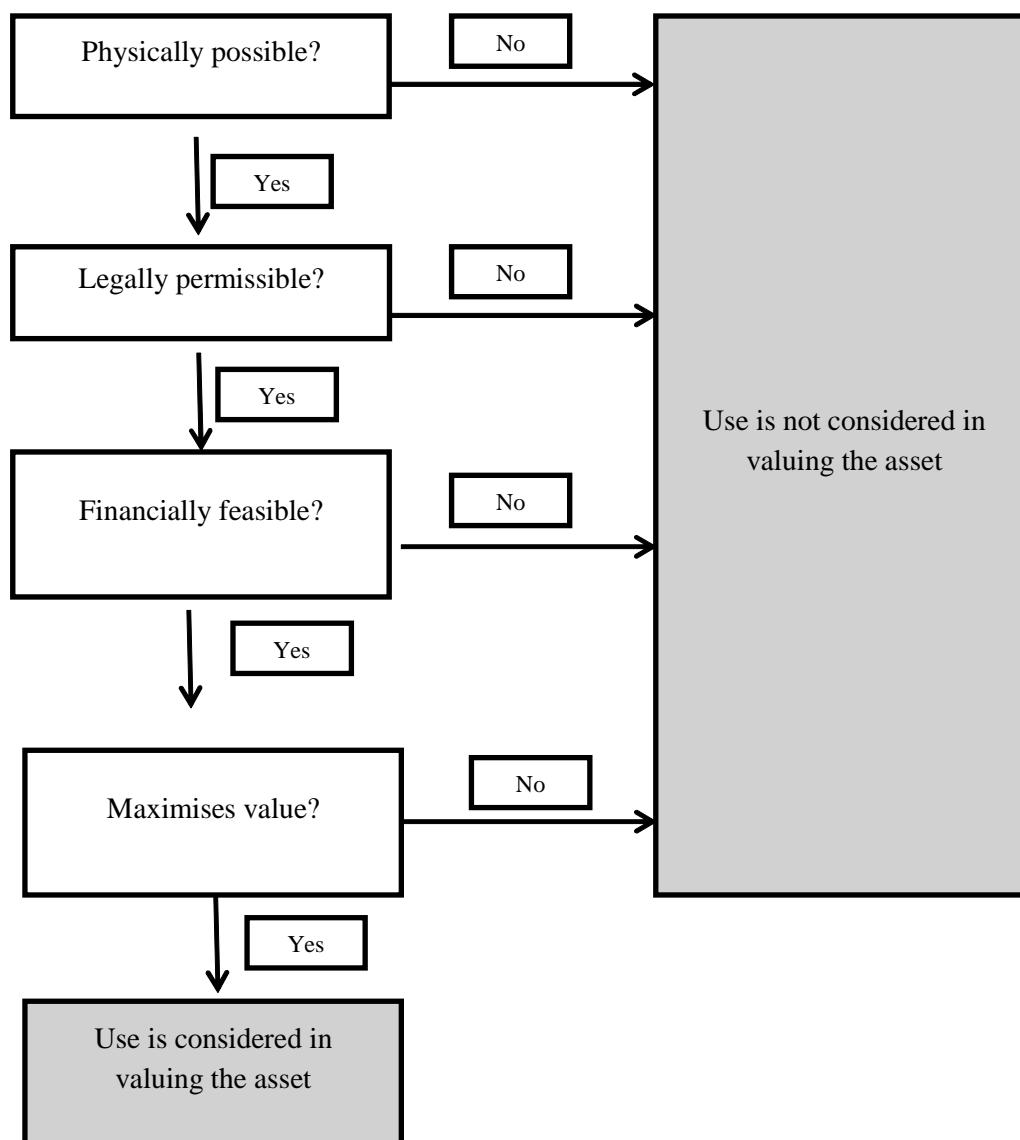 Physically possible?
No
Yes
Legally permissible?
No
Yes
Use is not considered in
valuing the asset
Financially feasible?
No
Yes
Maximises value?
No
Yes
Use is considered in
valuing the asset